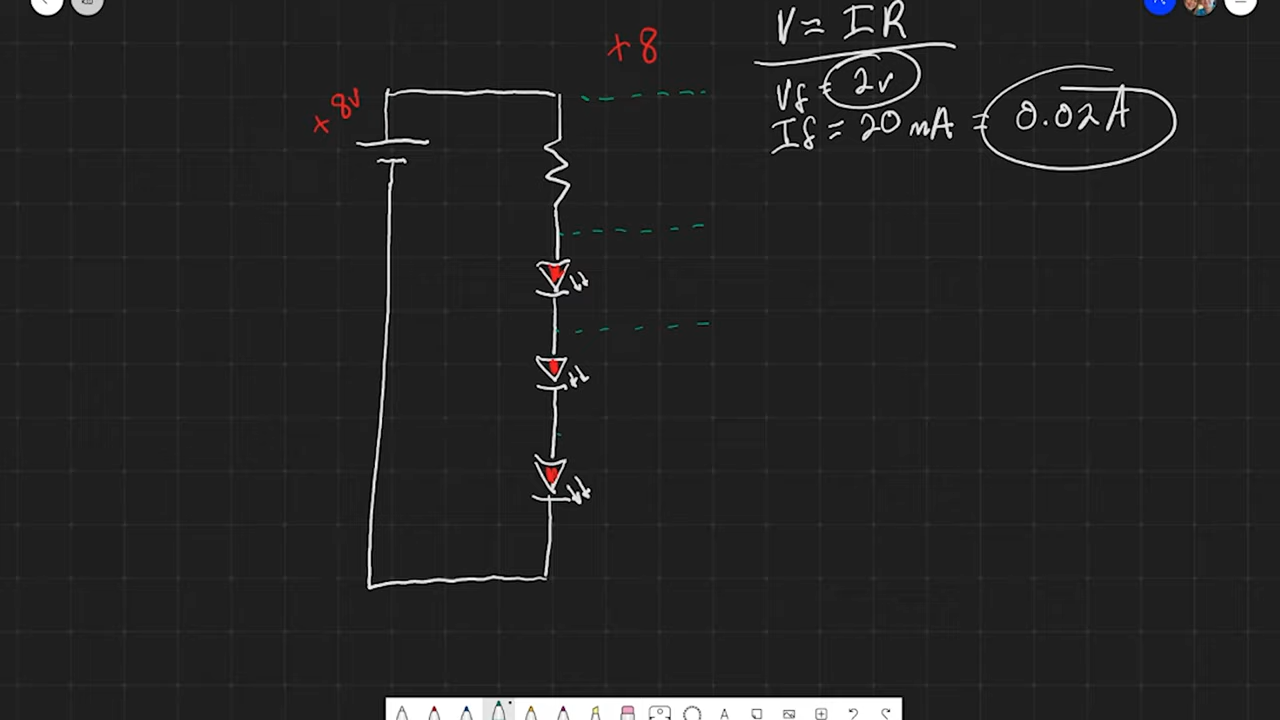 V = IR
+8
+ 8V
Vf = 2v
If = 20 mA = 0.02A
A